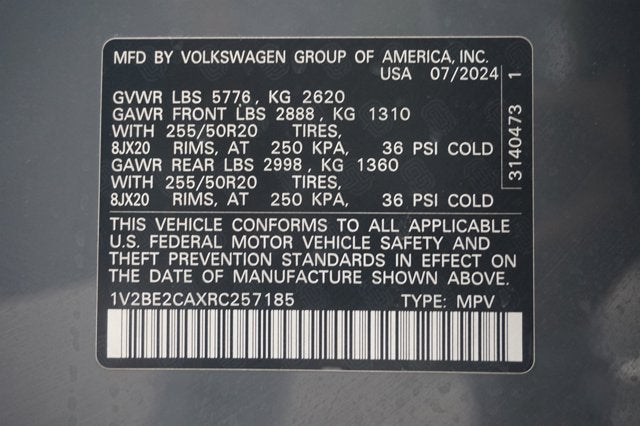 MFD BY VOLKSWAGEN GROUP OF AMERICA, INC.
USA 07/2024
GVWR LBS 5776, KG 2620
GAWR FRONT LBS 2888, KG 1310
WITH 255/50R20 TIRES,
8JX20 RIMS, AT 250 KPA, 36 PSI COLD
GAWR REAR LBS 2998, KG 1360
WITH 255/50R20 TIRES,
8JX20 RIMS, AT 250 KPA, 36 PSI COLD
3140473 1
THIS VEHICLE CONFORMS TO ALL APPLICABLE
U.S. FEDERAL MOTOR VEHICLE SAFETY AND
THEFT PREVENTION STANDARDS IN EFFECT ON
THE DATE OF MANUFACTURE SHOWN ABOVE.
1V2BE2CAXRC257185 TYPE: MPV